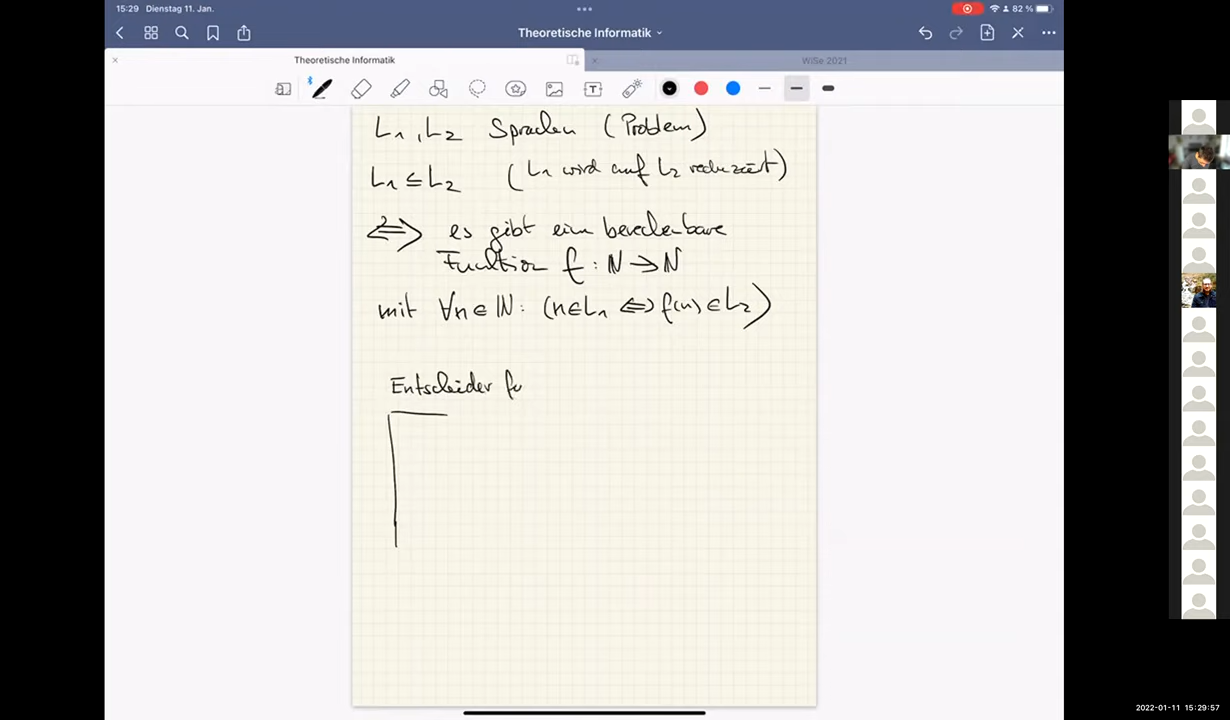 15:29 Dienstag 11. Jan.
82 %
Theoretische Informatik
Theoretische Informatik
WiSe 2021
L₁, L₂ Sprachen (Problem)
L₁ ≤ L₂ (L₁ wird auf L₂ reduziert)
⇔ es gibt eine berechenbare
Funktion f : ℕ → ℕ
mit ∀n ∈ ℕ: (n ∈ L₁ ⇔ f(n) ∈ L₂)
Entscheider fu
2022-01-11 15:29:57